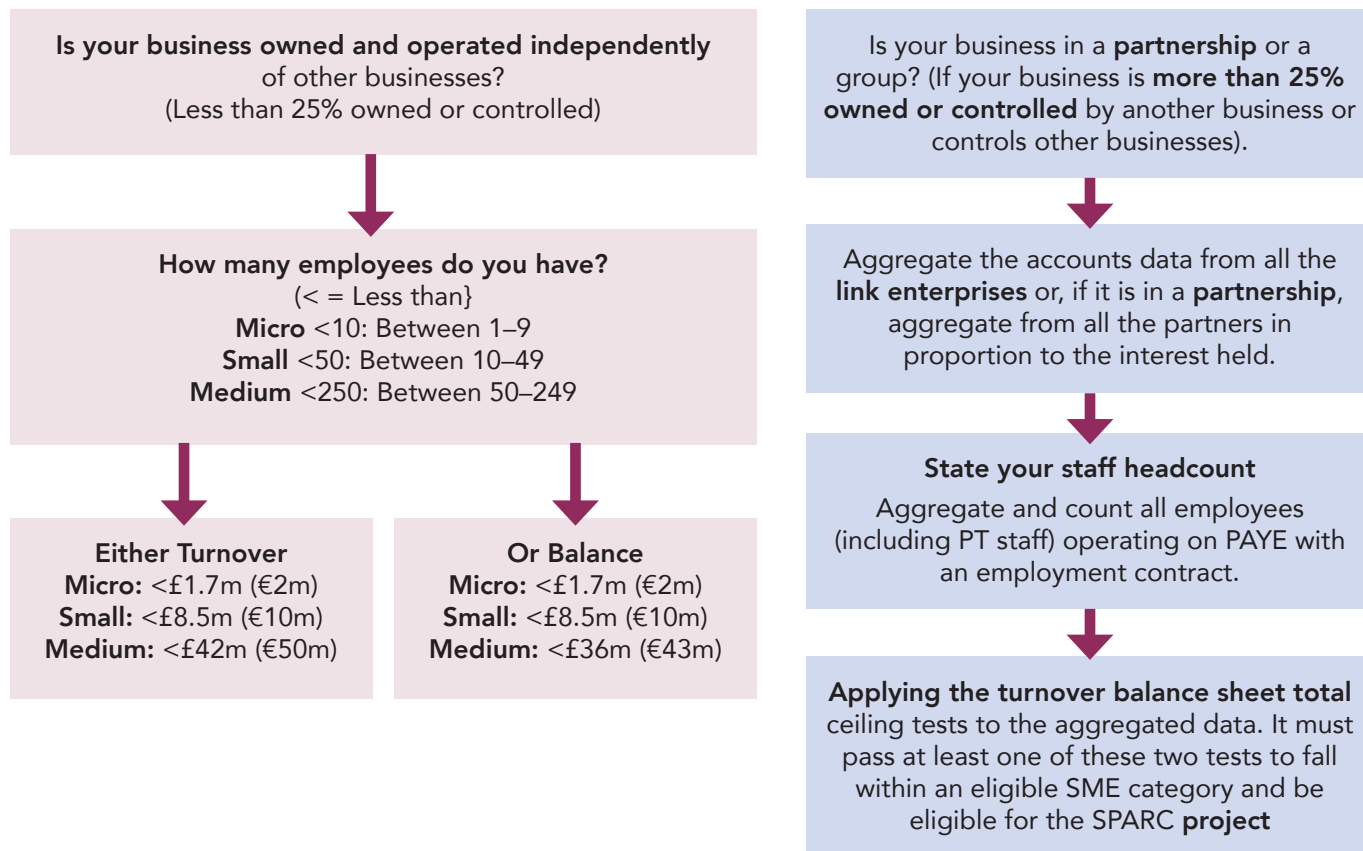 Is your business owned and operated independently
of other businesses?
(Less than 25% owned or controlled)
How many employees do you have?
(< = Less than}
Micro <10: Between 1–9
Small <50: Between 10–49
Medium <250: Between 50–249
Either Turnover
Micro: <£1.7m (€2m)
Small: <£8.5m (€10m)
Medium: <£42m (€50m)
Or Balance
Micro: <£1.7m (€2m)
Small: <£8.5m (€10m)
Medium: <£36m (€43m)
Is your business in a partnership or a
group? (If your business is more than 25%
owned or controlled by another business or
controls other businesses).
Aggregate the accounts data from all the
link enterprises or, if it is in a partnership,
aggregate from all the partners in
proportion to the interest held.
State your staff headcount
Aggregate and count all employees
(including PT staff) operating on PAYE with
an employment contract.
Applying the turnover balance sheet total
ceiling tests to the aggregated data. It must
pass at least one of these two tests to fall
within an eligible SME category and be
eligible for the SPARC project